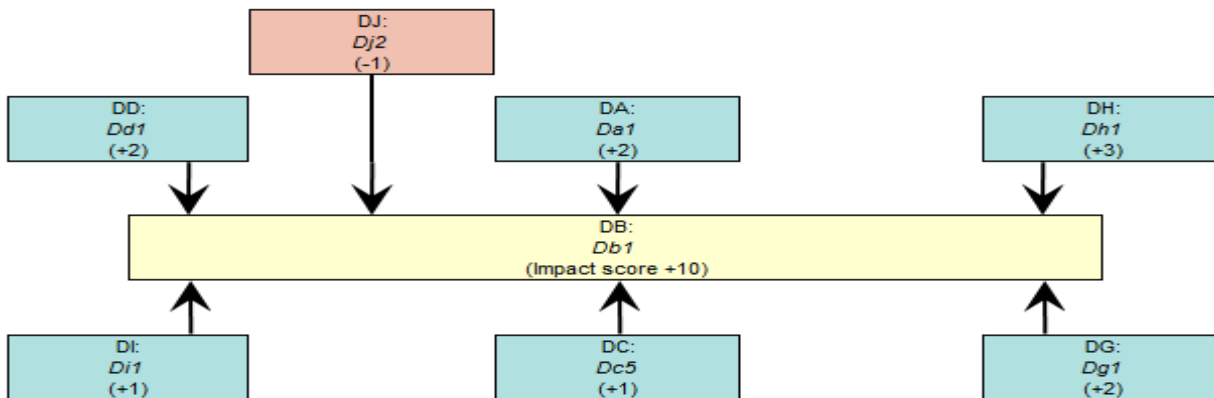 DJ:
Dj2
(-1)
DD:
Dd1
(+2)
DA:
Da1
(+2)
DH:
Dh1
(+3)
DB:
Db1
(Impact score +10)
DI:
Di1
(+1)
DC:
Dc5
(+1)
DG:
Dg1
(+2)